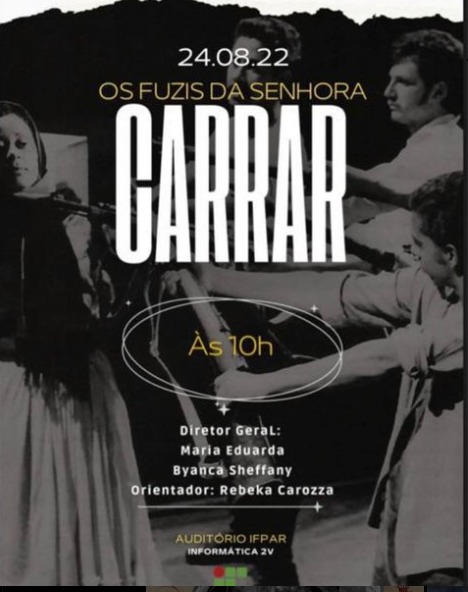 24.08.22
OS FUZIS DA SENHORA
CARRAR
Às 10h
Diretor GeraL:
Maria Eduarda
Byanca Sheffany
Orientador: Rebeka Carozza
AUDITÓRIO IFPAR
INFORMÁTICA 2V